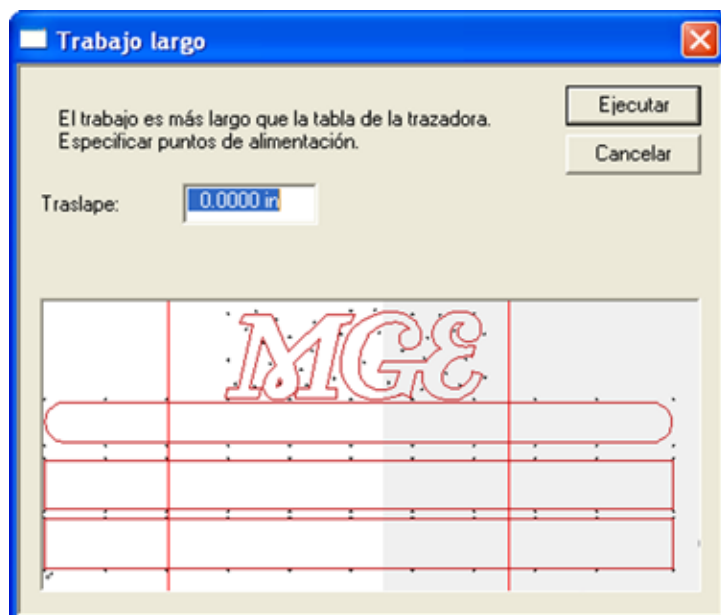 Trabajo largo
El trabajo es más largo que la tabla de la trazadora.
Especificar puntos de alimentación.
Ejecutar
Cancelar
Traslape:
0.0000 in
MGE